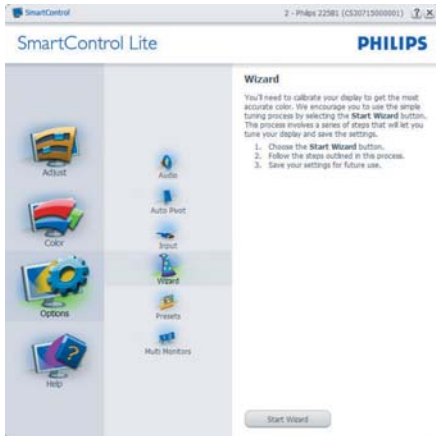 SmartControl
2 - Philips 225B1 (CS30715000001)
SmartControl Lite
PHILIPS
Adjust
Color
Options
Help
Audio
Auto Pivot
Input
Wizard
Presets
Multi Monitors
Wizard
You'll need to calibrate your display to get the most
accurate color. We encourage you to use the simple
tuning process by selecting the Start Wizard button.
This process involves a series of steps that will let you
tune your display and save the settings.
1. Choose the Start Wizard button.
2. Follow the steps outlined in this process.
3. Save your settings for future use.
Start Wizard